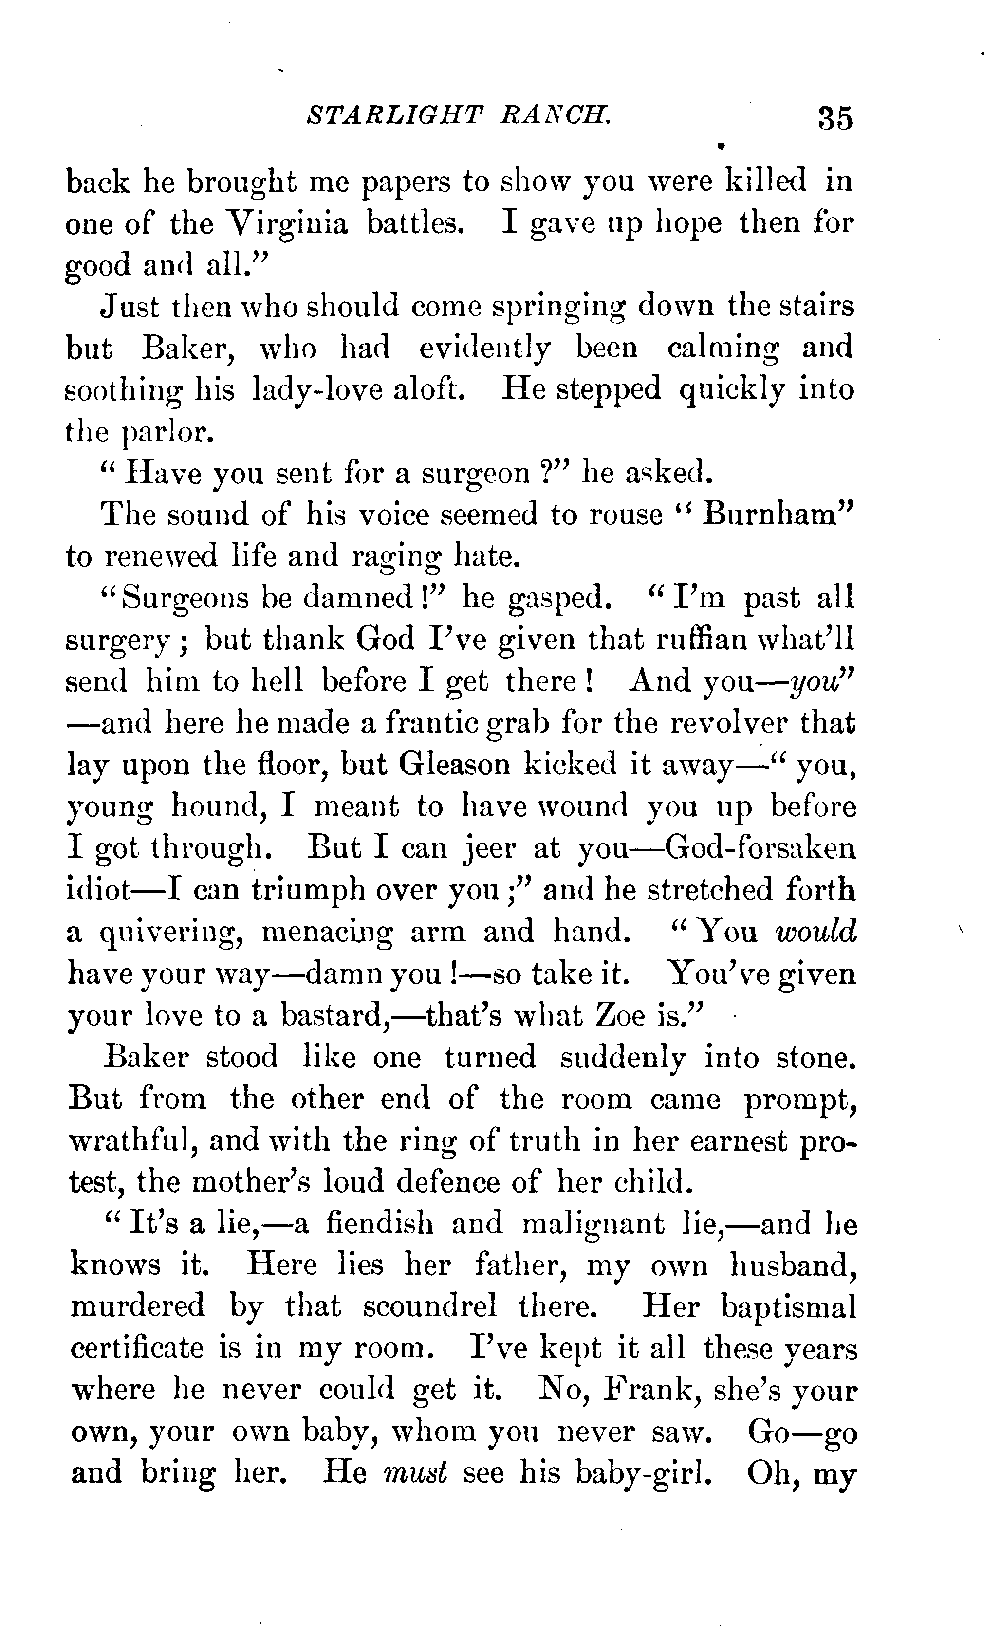 STARLIGHT RANCH. 35
back he brought me papers to show you were killed in
one of the Virginia battles. I gave up hope then for
good and all.”
Just then who should come springing down the stairs
but Baker, who had evidently been calming and
soothing his lady-love aloft. He stepped quickly into
the parlor.
“ Have you sent for a surgeon ?” he asked.
The sound of his voice seemed to rouse “ Burnham”
to renewed life and raging hate.
“Surgeons be damned !” he gasped. “ I’m past all
surgery ; but thank God I’ve given that ruffian what’ll
send him to hell before I get there ! And you—you”
—and here he made a frantic grab for the revolver that
lay upon the floor, but Gleason kicked it away—“ you,
young hound, I meant to have wound you up before
I got through. But I can jeer at you—God-forsaken
idiot—I can triumph over you ;” and he stretched forth
a quivering, menacing arm and hand. “ You would
have your way—damn you !—so take it. You’ve given
your love to a bastard,—that’s what Zoe is.”
Baker stood like one turned suddenly into stone.
But from the other end of the room came prompt,
wrathful, and with the ring of truth in her earnest pro-
test, the mother’s loud defence of her child.
“ It’s a lie,—a fiendish and malignant lie,—and he
knows it. Here lies her father, my own husband,
murdered by that scoundrel there. Her baptismal
certificate is in my room. I’ve kept it all these years
where he never could get it. No, Frank, she’s your
own, your own baby, whom you never saw. Go—go
and bring her. He must see his baby-girl. Oh, my